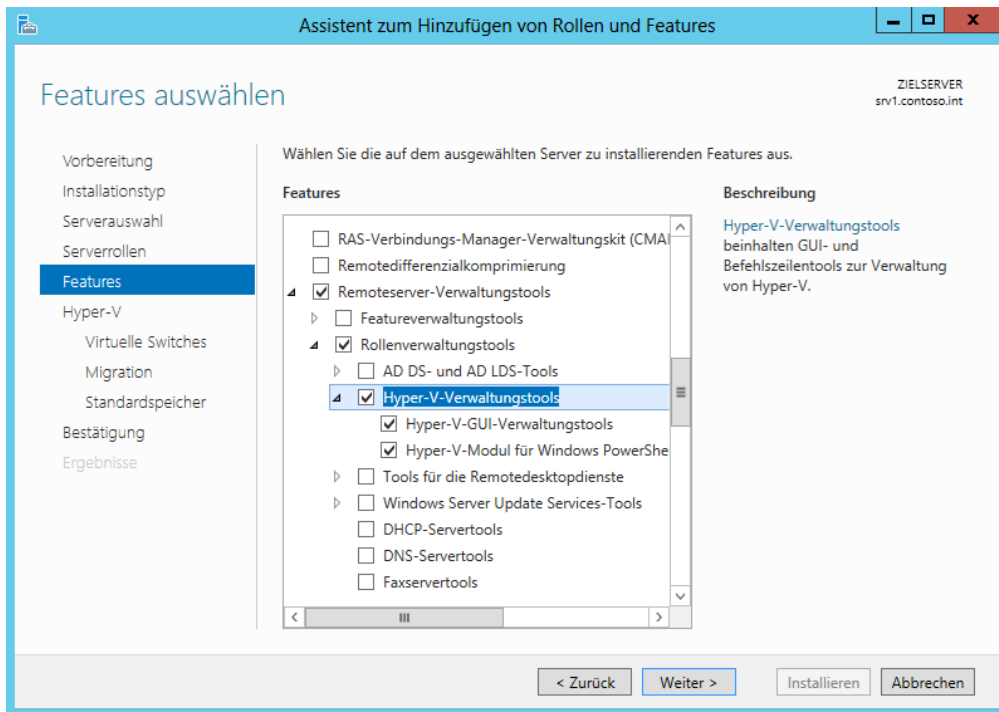 Assistent zum Hinzufügen von Rollen und Features
Features auswählen
ZIELSERVER
srv1.contoso.int
Vorbereitung
Installationstyp
Serverauswahl
Serverrollen
Features
Hyper-V
Virtuelle Switches
Migration
Standardspeicher
Bestätigung
Ergebnisse
Wählen Sie die auf dem ausgewählten Server zu installierenden Features aus.
Features
RAS-Verbindungs-Manager-Verwaltungskit (CMA
Remotedifferenzialkomprimierung
Remoteserver-Verwaltungstools
Featureverwaltungstools
Rollenverwaltungstools
AD DS- und AD LDS-Tools
Hyper-V-Verwaltungstools
Hyper-V-GUI-Verwaltungstools
Hyper-V-Modul für Windows PowerShe
Tools für die Remotedesktopdienste
Windows Server Update Services-Tools
DHCP-Servertools
DNS-Servertools
Faxservertools
Beschreibung
Hyper-V-Verwaltungstools
beinhalten GUI- und
Befehlszeilentools zur Verwaltung
von Hyper-V.
< Zurück
Weiter >
Installieren
Abbrechen